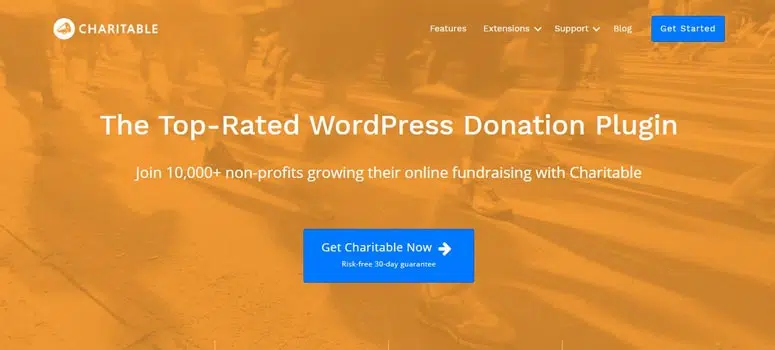 CHARITABLE
Features Extensions Support Blog Get Started
The Top-Rated WordPress Donation Plugin
Join 10,000+ non-profits growing their online fundraising with Charitable
Get Charitable Now
Risk-free 30-day guarantee